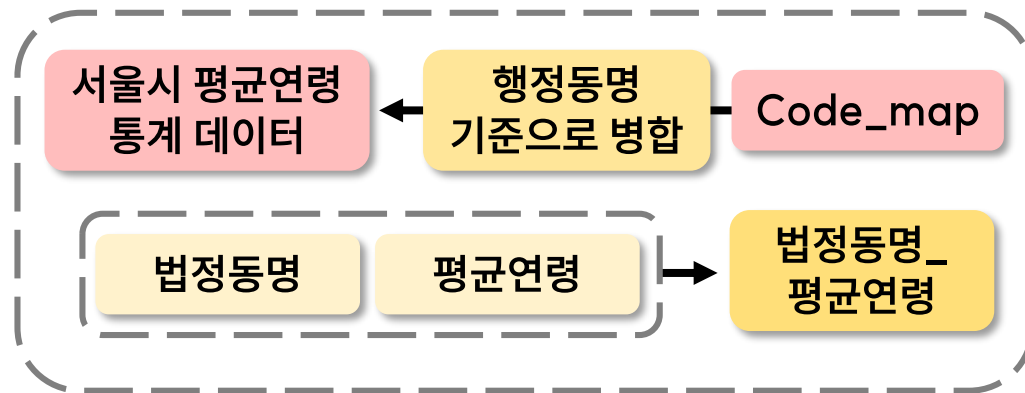 서울시 평균연령
통계 데이터
행정동명
기준으로 병합
Code_map
법정동명
평균연령
법정동명_
평균연령